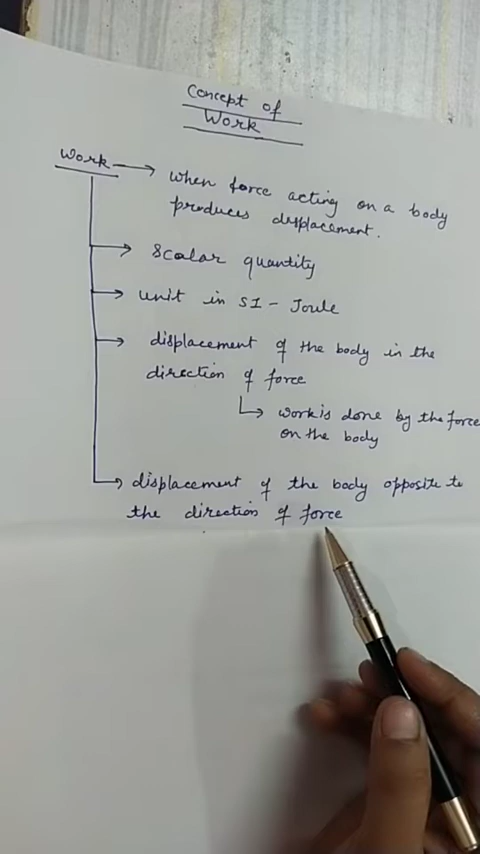 Concept of
Work
Work → when force acting on a body
produces displacement.
→ Scalar quantity
→ unit in SI - Joule
→ displacement of the body in the
direction of force
↳ work is done by the force
on the body
→ displacement of the body opposite to
the direction of force